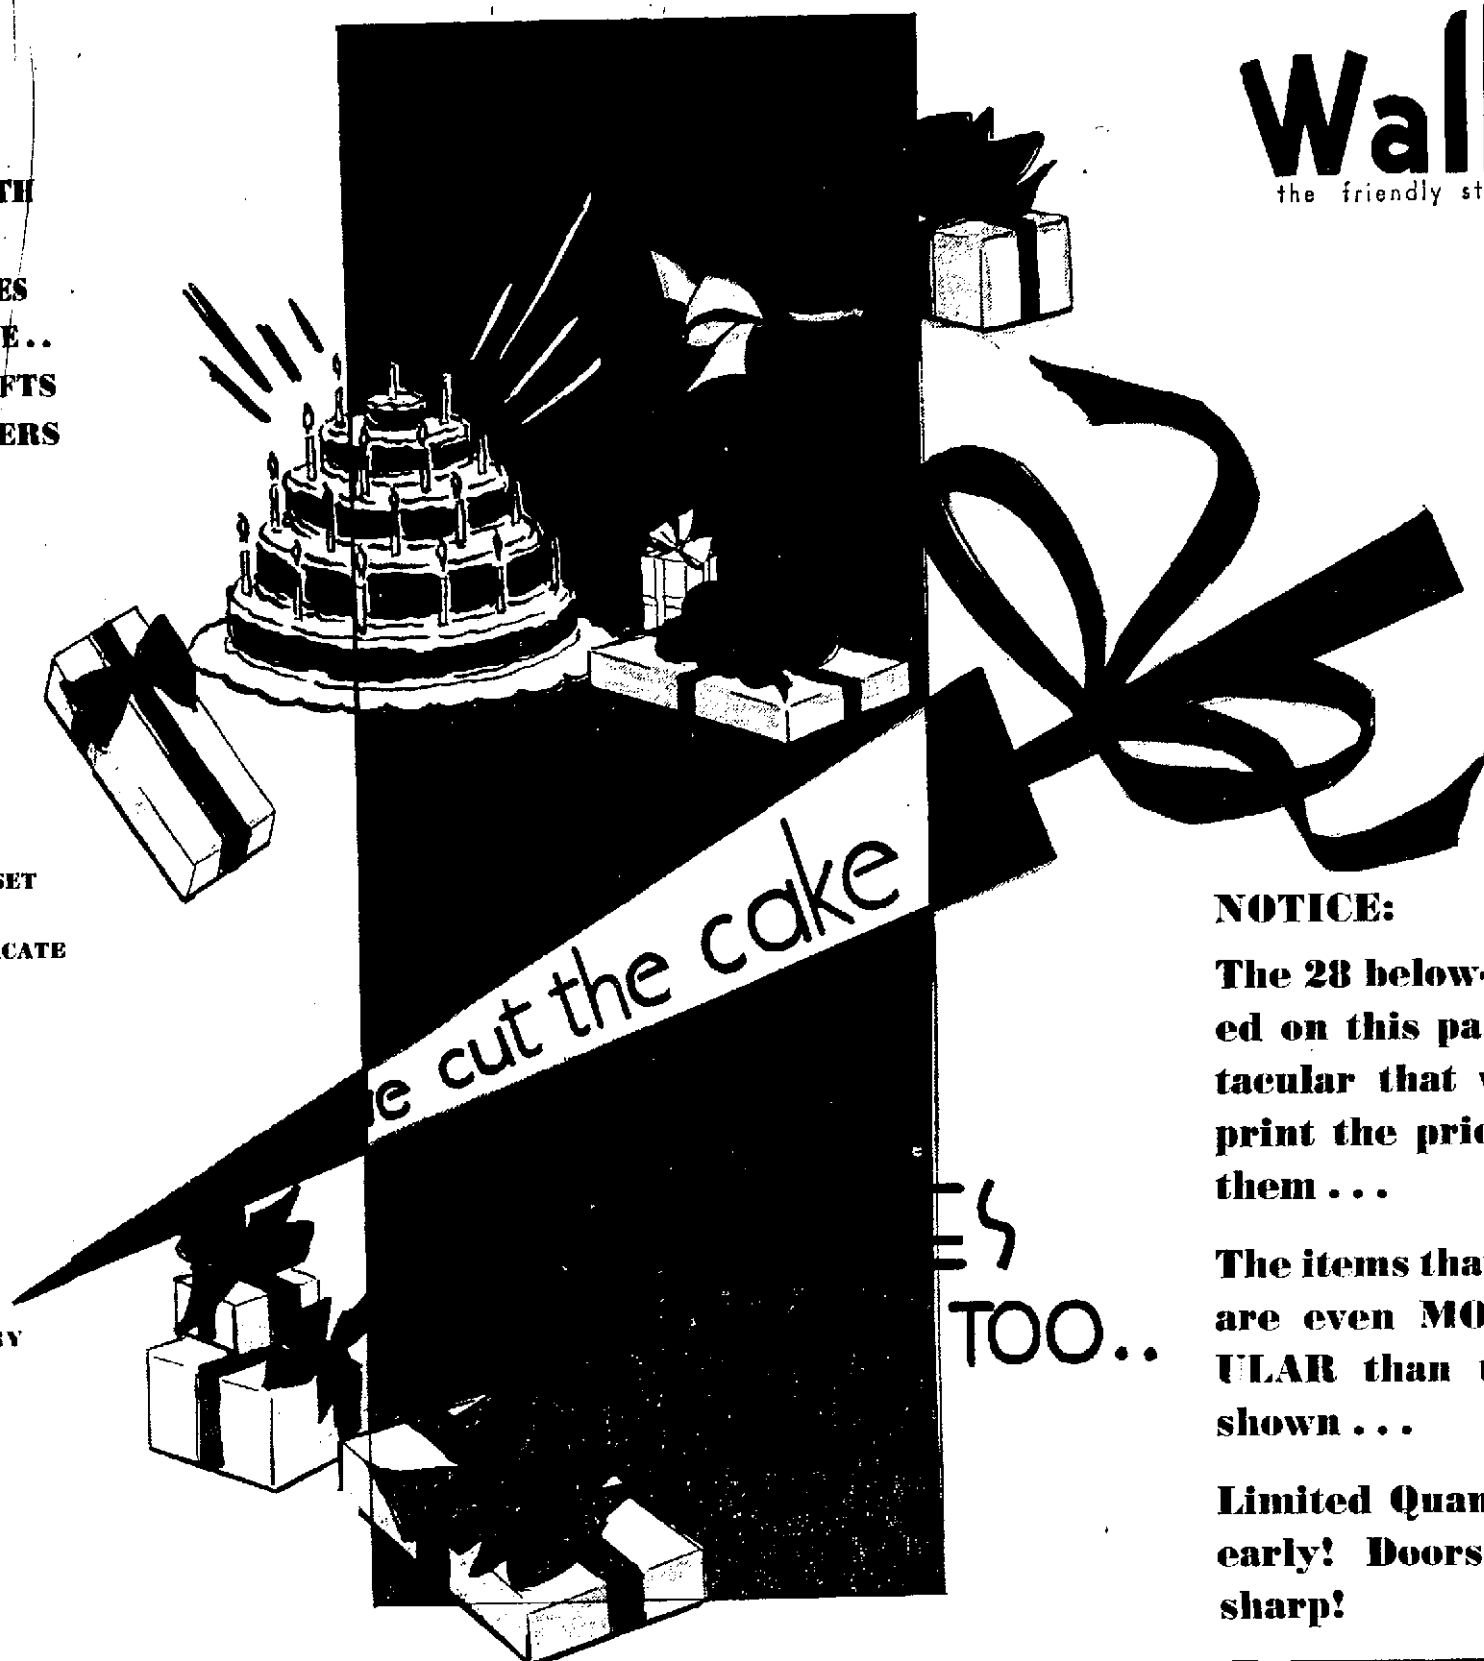 Wal
the friendly st
TH
ES
E..
FTS
ERS
SET
CATE
RY
e cut the cake
ES
TOO..
NOTICE:
The 28 below-
ed on this pa
tacular that
print the pric
them...
The items tha
are even MO
ULAR than t
shown...
Limited Quan
early! Doors
sharp!